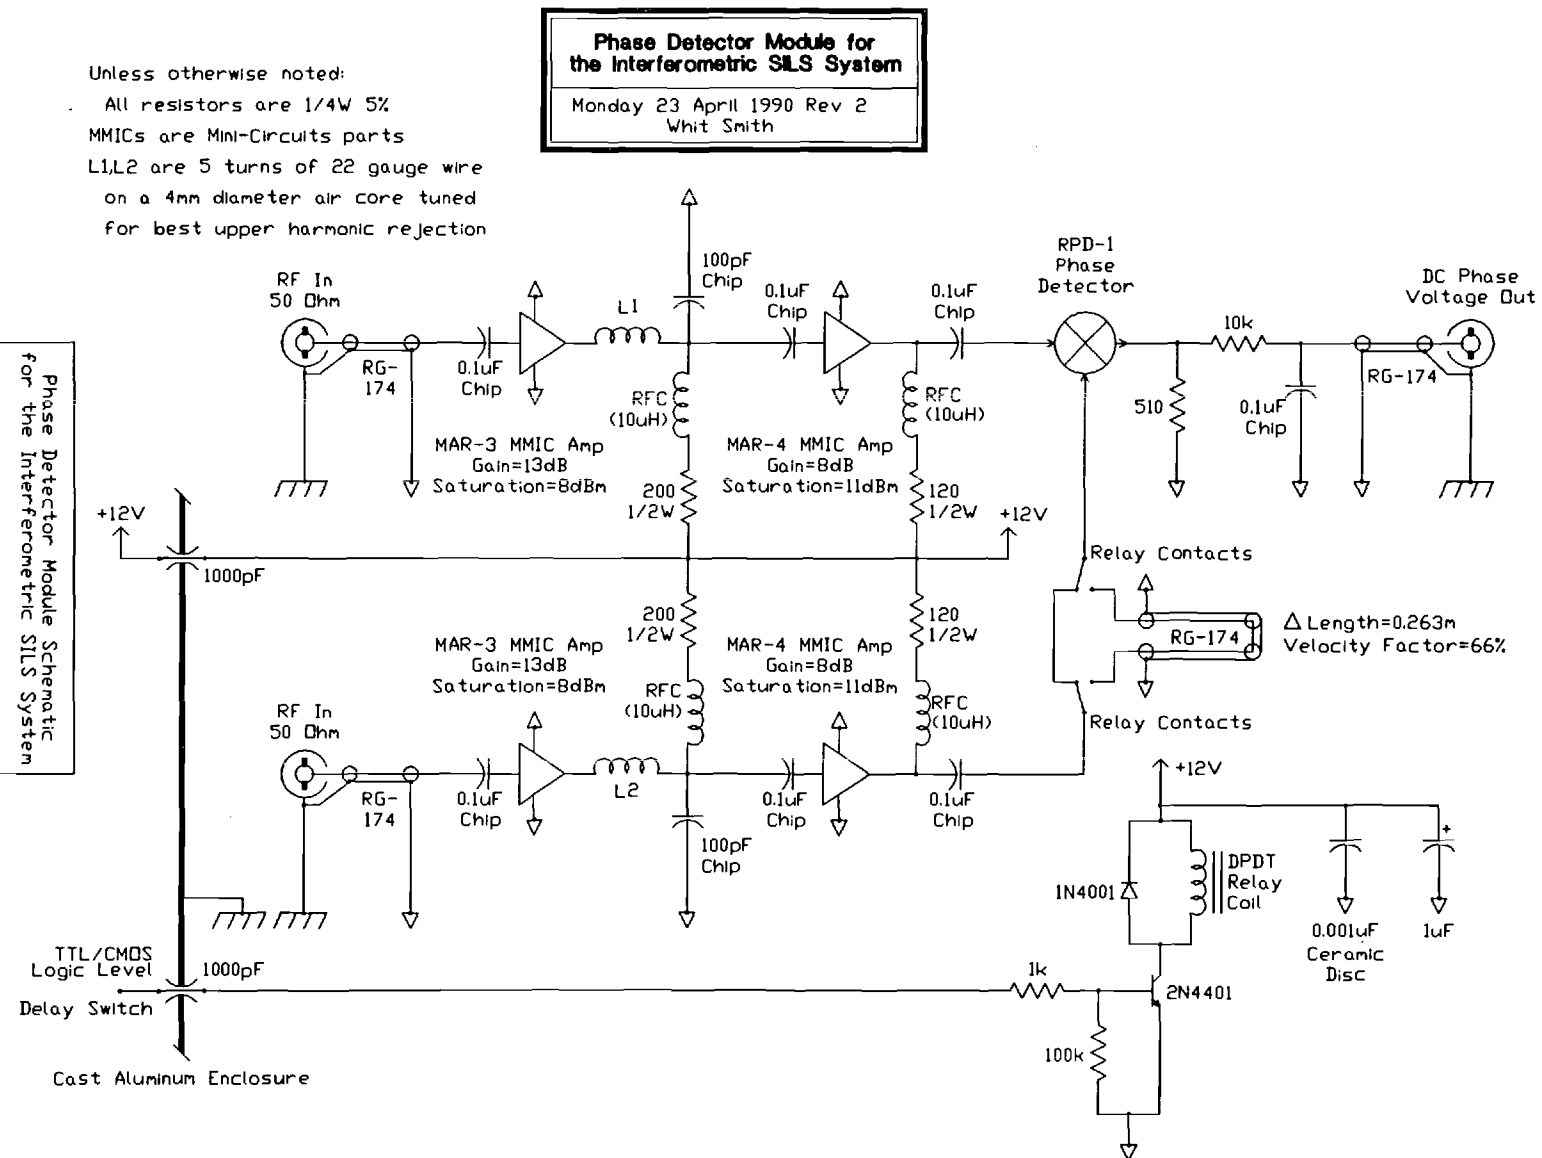 Phase Detector Module for
the Interferometric SILS System
Monday 23 April 1990 Rev 2
Whit Smith
Unless otherwise noted:
All resistors are 1/4W 5%
MMICs are Mini-Circuits parts
L1,L2 are 5 turns of 22 gauge wire
on a 4mm diameter air core tuned
for best upper harmonic rejection
RF In
50 Ohm
RG-
174
0.1uF
Chip
L1
100pF
Chip
0.1uF
Chip
0.1uF
Chip
RPD-1
Phase
Detector
DC Phase
Voltage Out
10k
510
0.1uF
Chip
RG-174
RFC
(10uH)
RFC
(10uH)
MAR-3 MMIC Amp
Gain=13dB
Saturation=8dBm
MAR-4 MMIC Amp
Gain=8dB
Saturation=11dBm
200
1/2W
120
1/2W
+12V
+12V
1000pF
Phase Detector Module Schematic
for the Interferometric SILS System
Relay Contacts
200
1/2W
120
1/2W
RG-174
Δ Length=0.263m
Velocity Factor=66%
MAR-3 MMIC Amp
Gain=13dB
Saturation=8dBm
MAR-4 MMIC Amp
Gain=8dB
Saturation=11dBm
RFC
(10uH)
RFC
(10uH)
Relay Contacts
RF In
50 Ohm
RG-
174
0.1uF
Chip
L2
100pF
Chip
0.1uF
Chip
0.1uF
Chip
+12V
1N4001
DPDT
Relay
Coil
0.001uF
Ceramic
Disc
+
1uF
TTL/CMOS
Logic Level
Delay Switch
1000pF
1k
2N4401
100k
Cast Aluminum Enclosure